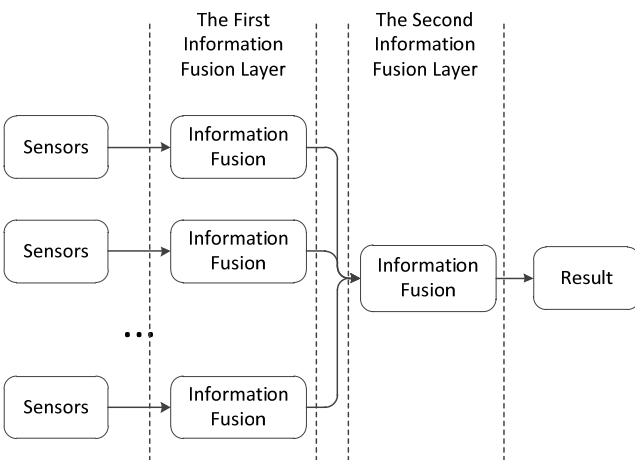 The First
Information
Fusion Layer
The Second
Information
Fusion Layer
Sensors
Information
Fusion
Sensors
Information
Fusion
Information
Fusion
Result
...
Sensors
Information
Fusion